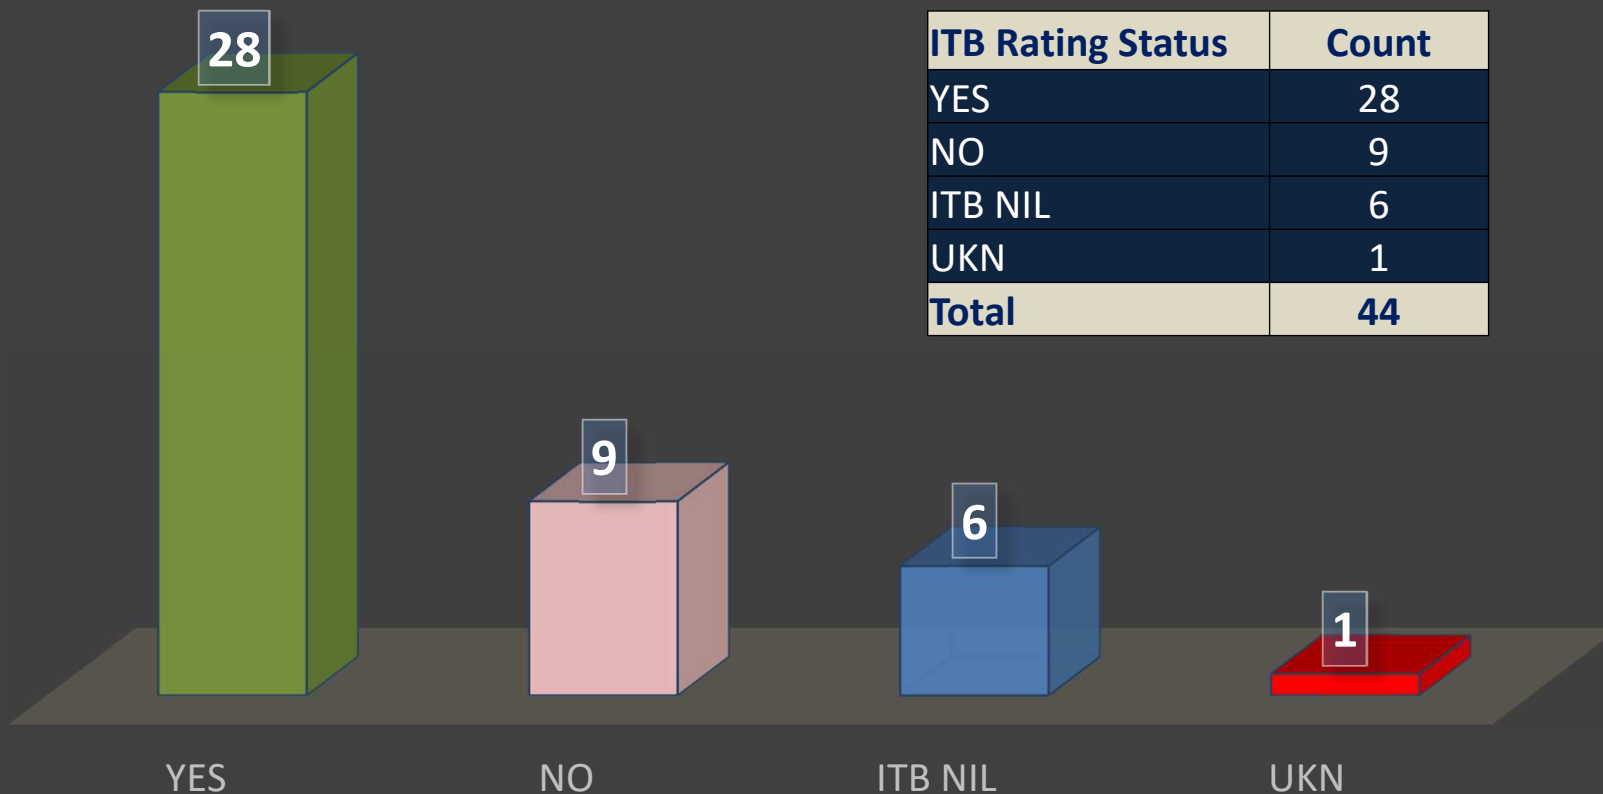 28
ITB Rating Status Count
YES 28
NO 9
ITB NIL 6
UKN 1
Total 44
9
6
1
YES NO ITB NIL UKN